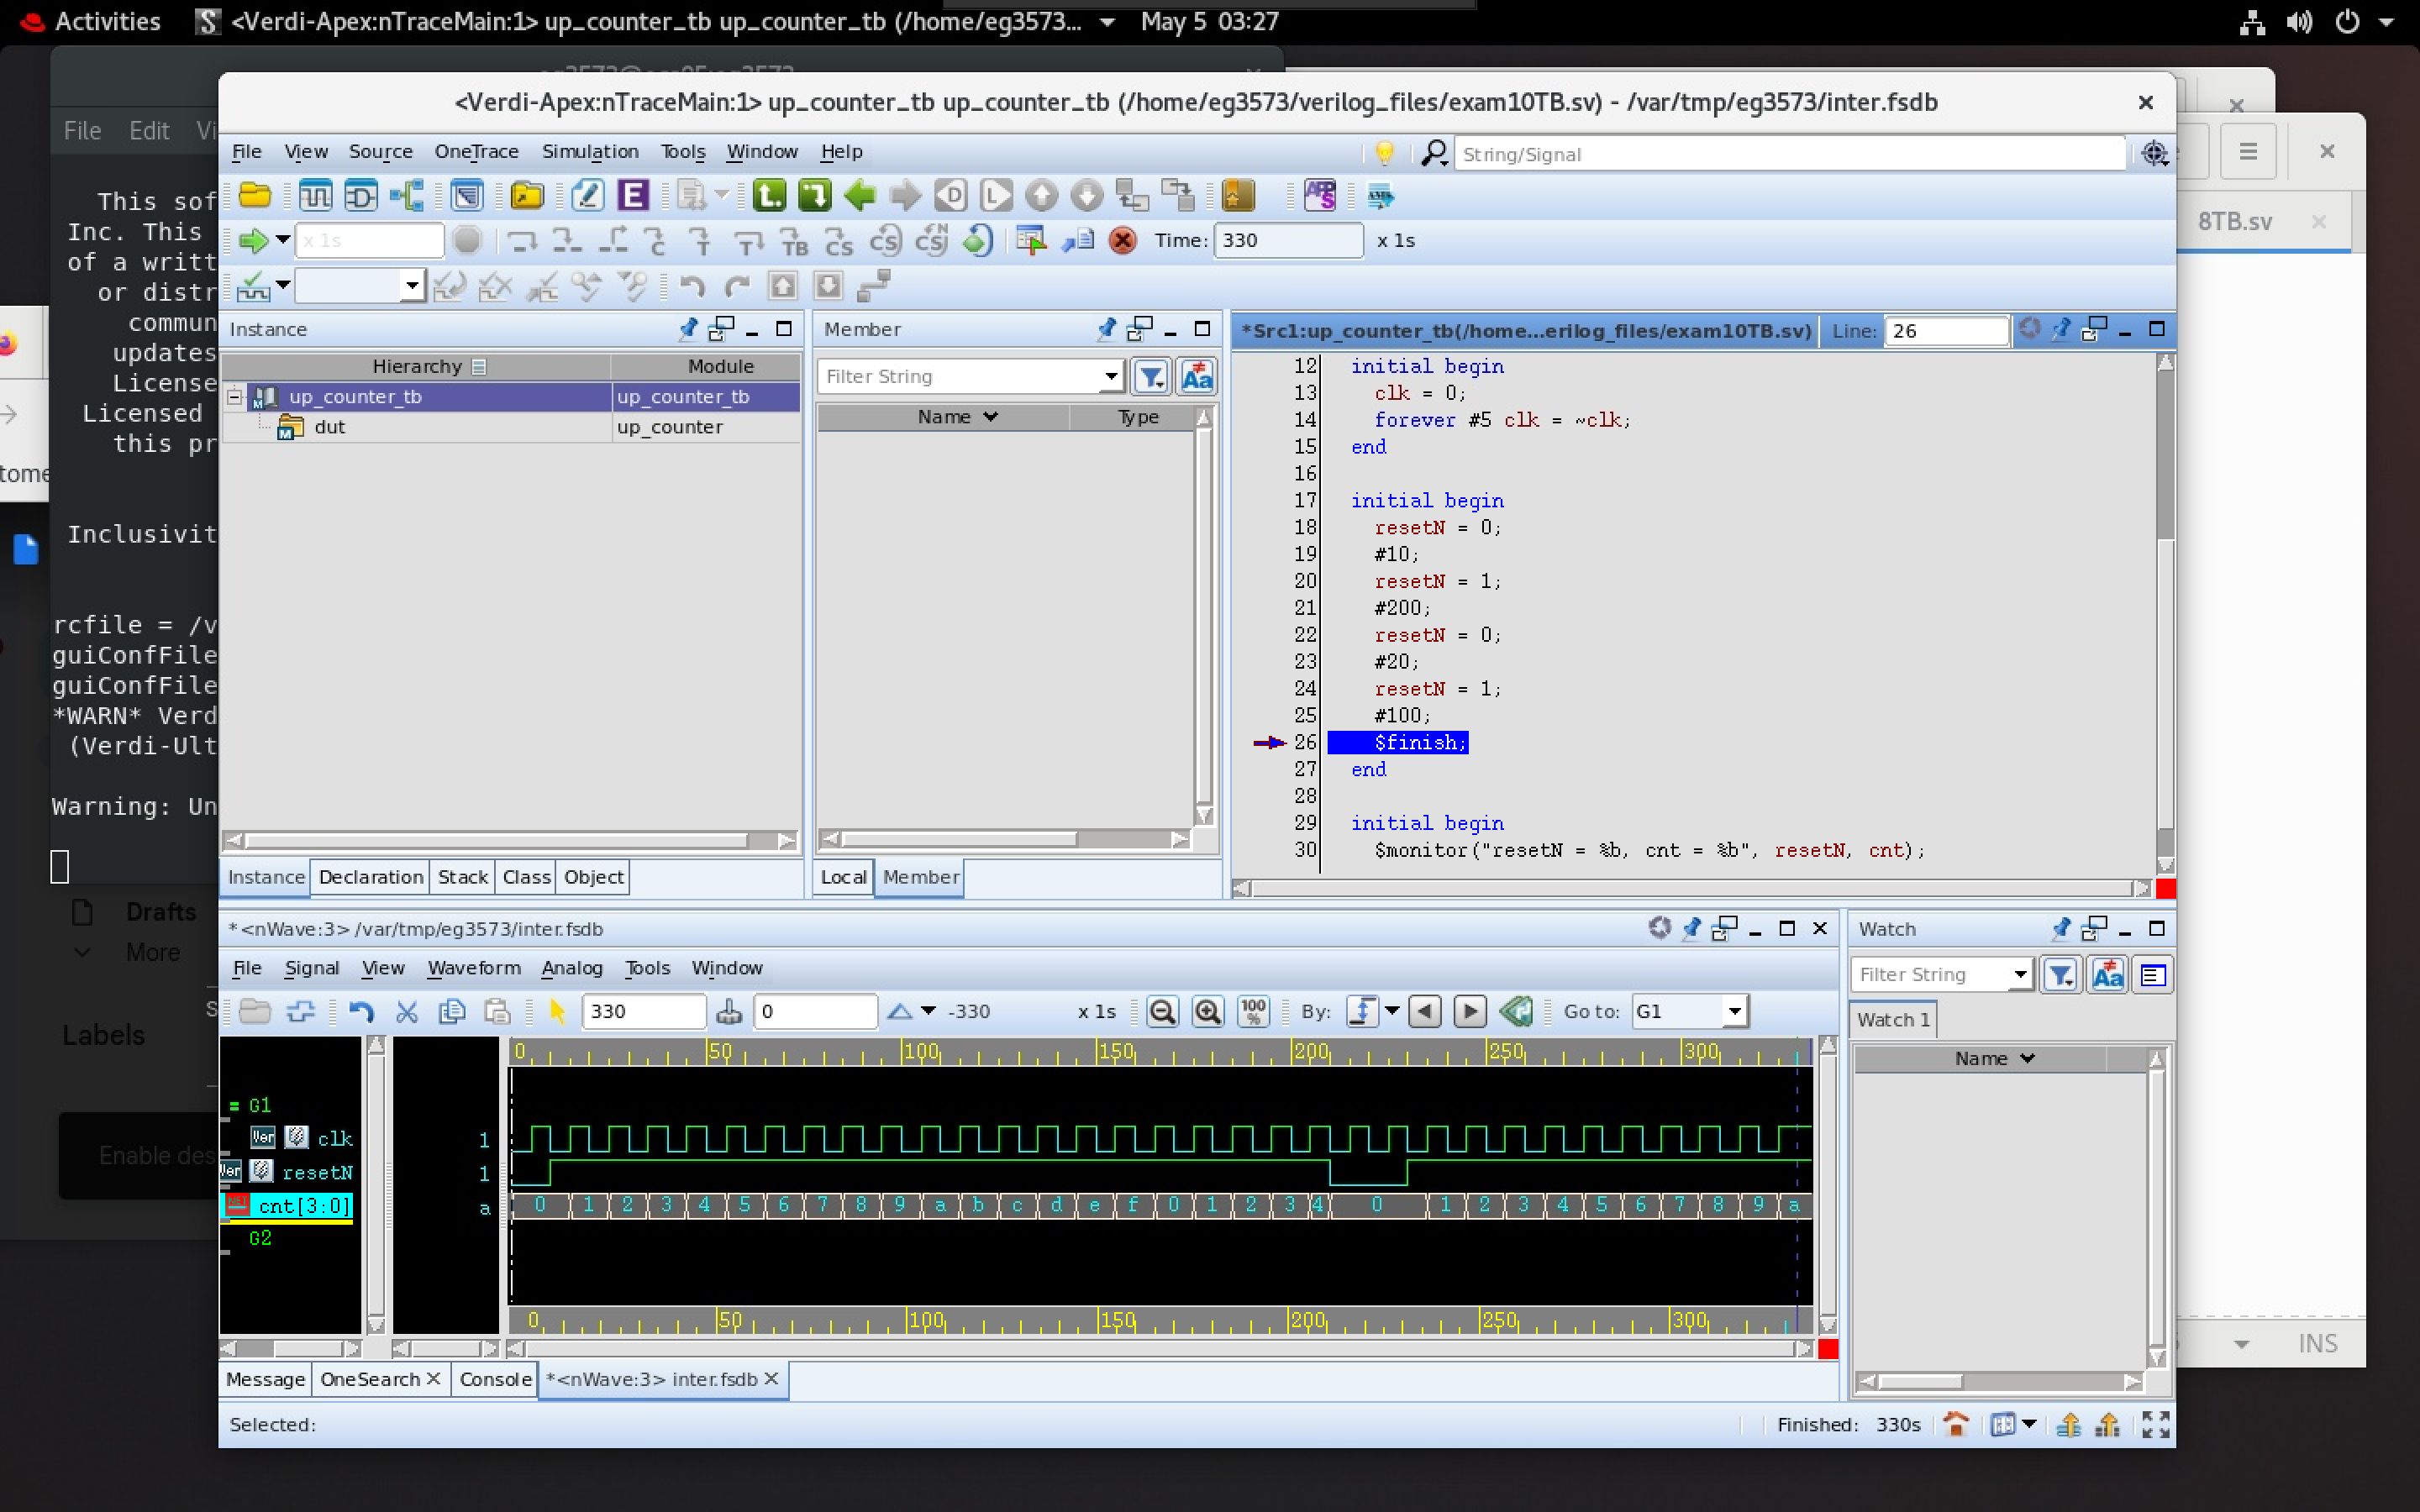 Activities <Verdi-Apex:nTraceMain:1> up_counter_tb up_counter_tb (/home/eg3573... May 5 03:27
<Verdi-Apex:nTraceMain:1> up_counter_tb up_counter_tb (/home/eg3573/verilog_files/exam10TB.sv) - /var/tmp/eg3573/inter.fsdb
File Edit Vi
File View Source OneTrace Simulation Tools Window Help String/Signal
x 1s Time: 330 x 1s
8TB.sv
This sof
Inc. This
of a writt
or distr
commun
updates
License
Licensed
this pr
tome
Inclusivit
rcfile = /v
guiConfFile
guiConfFile
*WARN* Verd
(Verdi-Ult
Warning: Un
Drafts
More
Labels
Enable des
Instance
Hierarchy Module
up_counter_tb up_counter_tb
dut up_counter
Instance Declaration Stack Class Object
Member
Filter String
Name Type
Local Member
*Src1:up_counter_tb(/home...erilog_files/exam10TB.sv) Line: 26
12 initial begin
13 clk = 0;
14 forever #5 clk = ~clk;
15 end
16
17 initial begin
18 resetN = 0;
19 #10;
20 resetN = 1;
21 #200;
22 resetN = 0;
23 #20;
24 resetN = 1;
25 #100;
26 $finish;
27 end
28
29 initial begin
30 $monitor("resetN = %b, cnt = %b", resetN, cnt);
*<nWave:3> /var/tmp/eg3573/inter.fsdb
File Signal View Waveform Analog Tools Window
330 0 -330 x 1s 100 % By: Go to: G1
0 50 100 150 200 250 300
= G1
clk 1
resetN 1
cnt[3:0] a 0 1 2 3 4 5 6 7 8 9 a b c d e f 0 1 2 3 4 0 1 2 3 4 5 6 7 8 9 a
G2
0 50 100 150 200 250 300
Message OneSearch Console *<nWave:3> inter.fsdb
Watch
Filter String
Watch 1
Name
Selected: Finished: 330s
INS